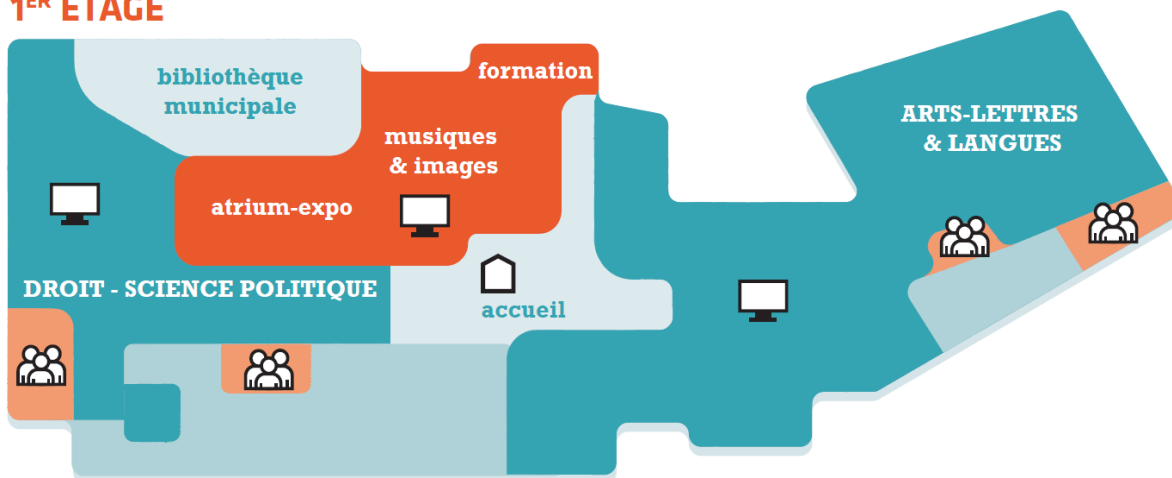 1ER ETAGE
bibliothèque
municipale
formation
musiques
& images
atrium-expo
ARTS-LETTRES
& LANGUES
DROIT - SCIENCE POLITIQUE
accueil